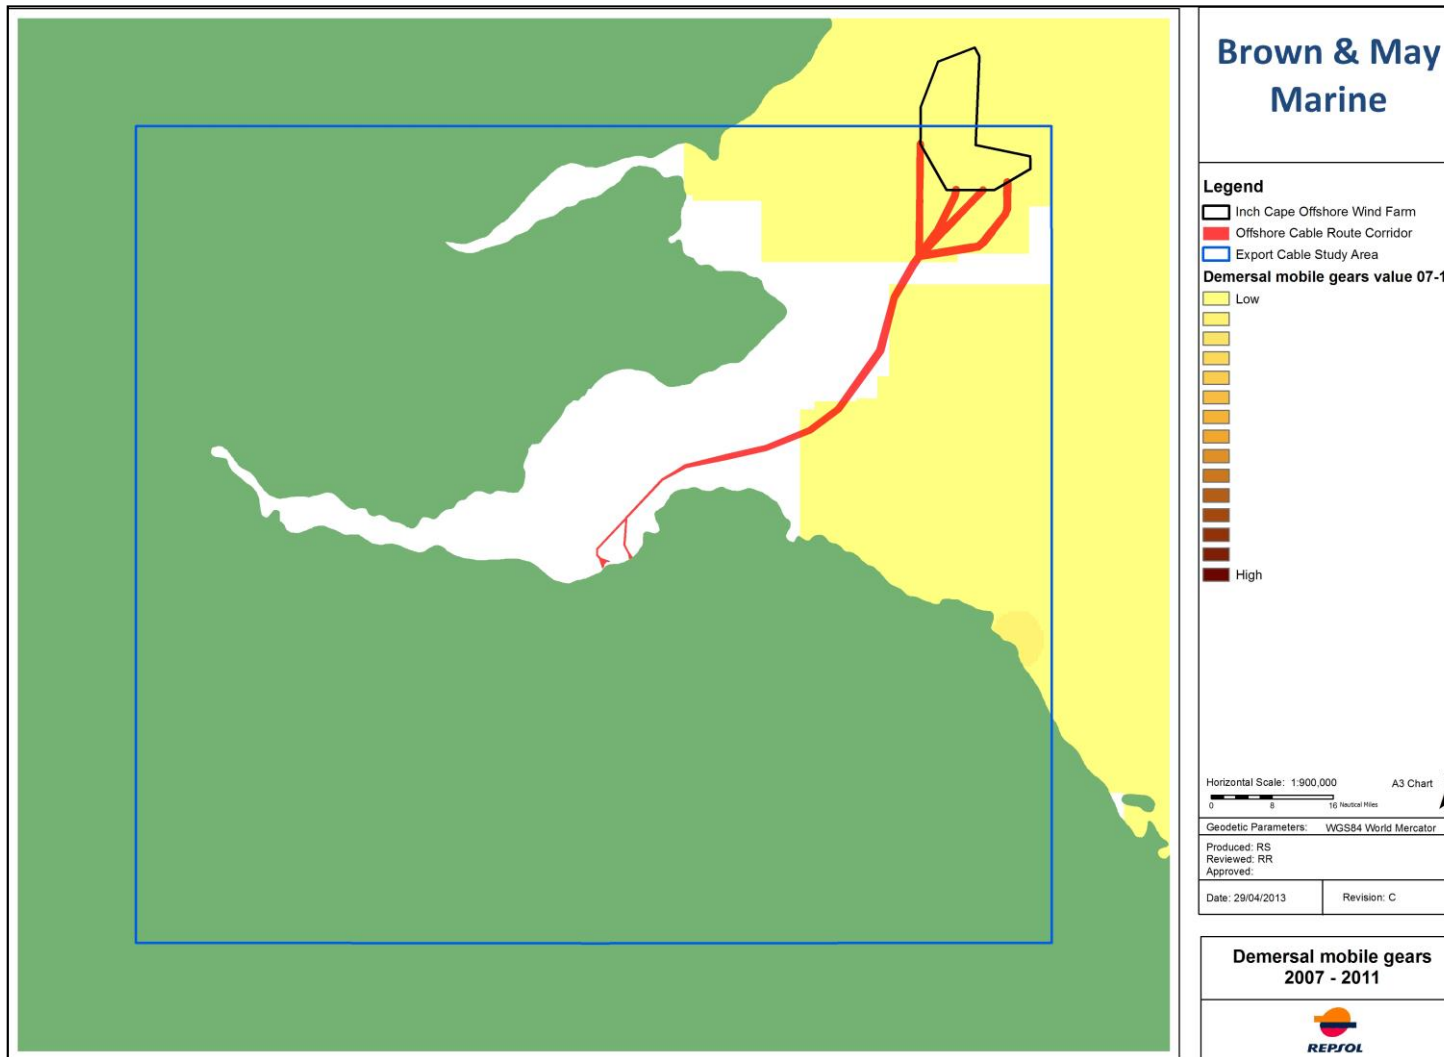 Brown & May
Marine
Legend
Inch Cape Offshore Wind Farm
Offshore Cable Route Corridor
Export Cable Study Area
Demersal mobile gears value 07-1
Low
High
Horizontal Scale: 1:900,000 A3 Chart
0 8 16 Nautical Miles
Geodetic Parameters: WGS84 World Mercator
Produced: RS
Reviewed: RR
Approved:
Date: 29/04/2013 Revision: C
Demersal mobile gears
2007 - 2011
REPSOL